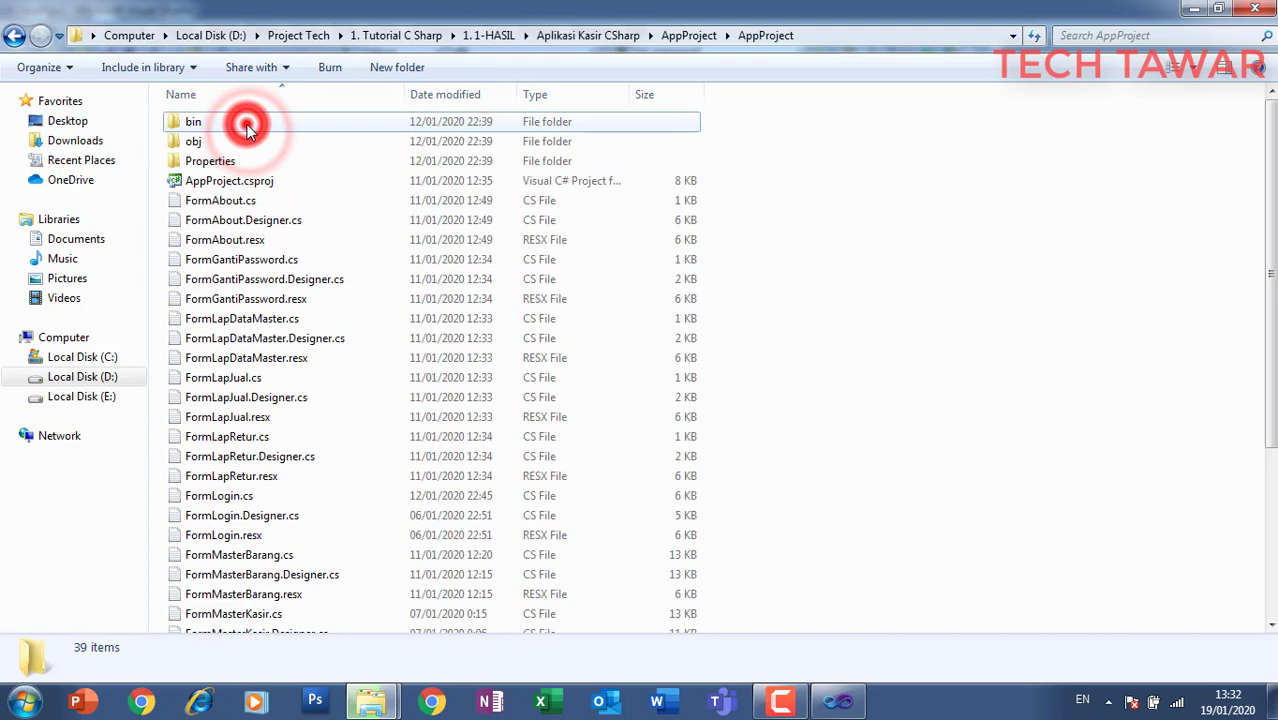 Computer Local Disk (D:) Project Tech 1. Tutorial C Sharp 1.1-HASIL Aplikasi Kasir CSharp AppProject AppProject Search AppProject
Organize Include in library Share with Burn New folder TECH TAWAR
Name Date modified Type Size
Favorites
Desktop
Downloads
Recent Places
OneDrive
Libraries
Documents
Music
Pictures
Videos
Computer
Local Disk (C:)
Local Disk (D:)
Local Disk (E:)
Network
bin 12/01/2020 22:39 File folder
obj 12/01/2020 22:39 File folder
Properties 12/01/2020 22:39 File folder
AppProject.csproj 11/01/2020 12:35 Visual C# Project f... 8 KB
FormAbout.cs 11/01/2020 12:49 CS File 1 KB
FormAbout.Designer.cs 11/01/2020 12:49 CS File 6 KB
FormAbout.resx 11/01/2020 12:49 RESX File 6 KB
FormGantiPassword.cs 11/01/2020 12:34 CS File 1 KB
FormGantiPassword.Designer.cs 11/01/2020 12:34 CS File 2 KB
FormGantiPassword.resx 11/01/2020 12:34 RESX File 6 KB
FormLapDataMaster.cs 11/01/2020 12:33 CS File 1 KB
FormLapDataMaster.Designer.cs 11/01/2020 12:33 CS File 2 KB
FormLapDataMaster.resx 11/01/2020 12:33 RESX File 6 KB
FormLapJual.cs 11/01/2020 12:33 CS File 1 KB
FormLapJual.Designer.cs 11/01/2020 12:33 CS File 2 KB
FormLapJual.resx 11/01/2020 12:33 RESX File 6 KB
FormLapRetur.cs 11/01/2020 12:34 CS File 1 KB
FormLapRetur.Designer.cs 11/01/2020 12:34 CS File 2 KB
FormLapRetur.resx 11/01/2020 12:34 RESX File 6 KB
FormLogin.cs 12/01/2020 22:45 CS File 3 KB
FormLogin.Designer.cs 06/01/2020 22:51 CS File 5 KB
FormLogin.resx 06/01/2020 22:51 RESX File 6 KB
FormMasterBarang.cs 11/01/2020 12:20 CS File 13 KB
FormMasterBarang.Designer.cs 11/01/2020 12:15 CS File 13 KB
FormMasterBarang.resx 11/01/2020 12:15 RESX File 6 KB
FormMasterKasir.cs 07/01/2020 0:15 CS File 13 KB
FormMasterKasir.Designer.cs 07/01/2020 0:06 CS File 11 KB
39 items
EN 13:32
19/01/2020